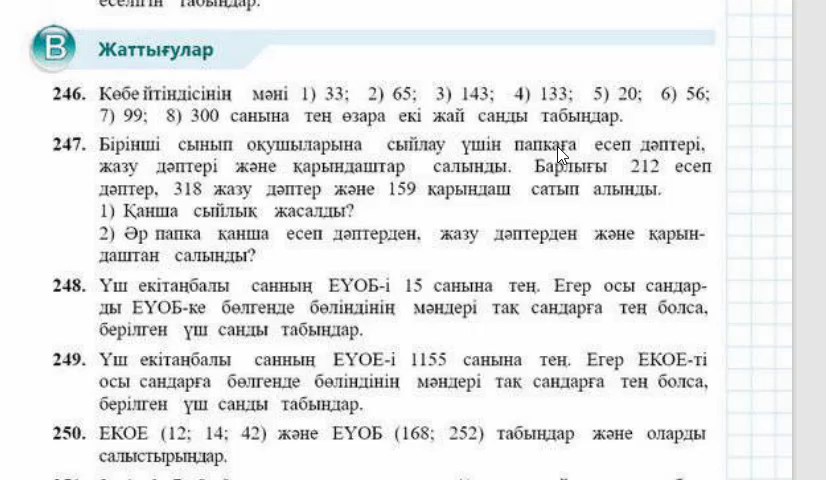 еселігін табыңдар.
B Жаттығулар
246. Көбейтіндісінің мәні 1) 33; 2) 65; 3) 143; 4) 133; 5) 20; 6) 56;
7) 99; 8) 300 санына тең өзара екі жай санды табыңдар.
247. Бірінші сынып оқушыларына сыйлау үшін папкаға есеп дәптері,
жазу дәптері және қарындаштар салынды. Барлығы 212 есеп
дәптер, 318 жазу дәптер және 159 қарындаш сатып алынды.
1) Қанша сыйлық жасалды?
2) Әр папка қанша есеп дәптерден, жазу дәптерден және қарын-
даштан салынды?
248. Үш екітаңбалы санның ЕҮОБ-і 15 санына тең. Егер осы сандар-
ды ЕҮОБ-ке бөлгенде бөліндінің мәндері тақ сандарға тең болса,
берілген үш санды табыңдар.
249. Үш екітаңбалы санның ЕҮОЕ-і 1155 санына тең. Егер ЕКОЕ-ті
осы сандарға бөлгенде бөліндінің мәндері тақ сандарға тең болса,
берілген үш санды табыңдар.
250. ЕКОЕ (12; 14; 42) және ЕҮОБ (168; 252) табыңдар және оларды
салыстырыңдар.